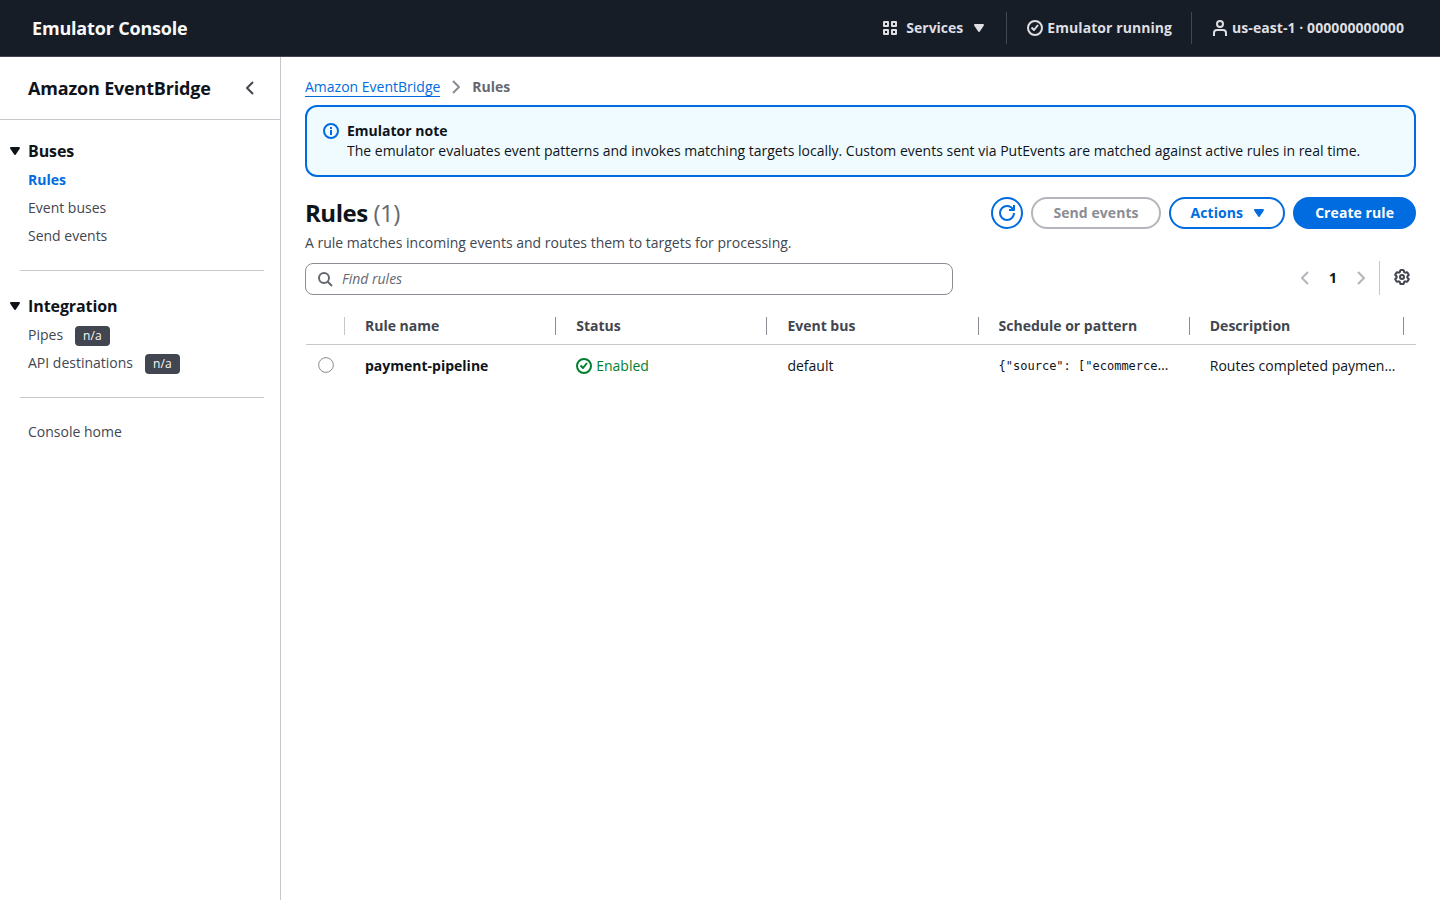 Emulator Console
Services
Emulator running
us-east-1 · 000000000000
Amazon EventBridge
Buses
Rules
Event buses
Send events
Integration
Pipes n/a
API destinations n/a
Console home
Amazon EventBridge > Rules
Emulator note
The emulator evaluates event patterns and invokes matching targets locally. Custom events sent via PutEvents are matched against active rules in real time.
Rules (1)
Send events
Actions
Create rule
A rule matches incoming events and routes them to targets for processing.
Find rules
1
Rule name Status Event bus Schedule or pattern Description
payment-pipeline Enabled default {"source": ["ecommerce... Routes completed paymen...